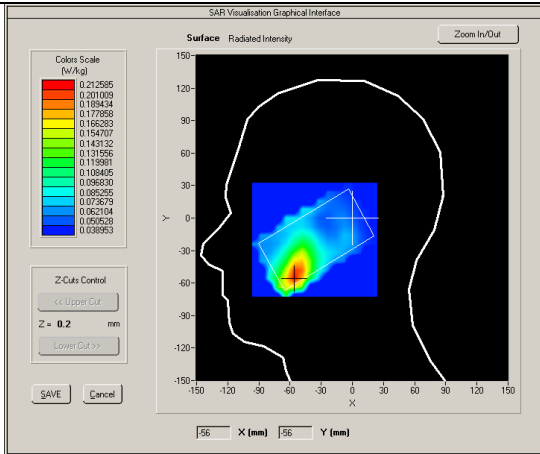 SAR Visualisation Graphical Interface
Surface Radiated Intensity
Zoom In/Out
Colors Scale
(W/kg)
0.212585
0.201009
0.189434
0.177858
0.166283
0.154707
0.143132
0.131556
0.119981
0.108405
0.096830
0.085255
0.073679
0.062104
0.050528
0.038953
Z-Cuts Control
<< Upper Cut
Z = 0.2 mm
Lower Cut >>
SAVE Cancel
150
120
90
60
30
0
-30
-60
-90
-120
-150
Y
-150 -120 -90 -60 -30 0 30 60 90 120 150
X
-56 X (mm) -56 Y (mm)